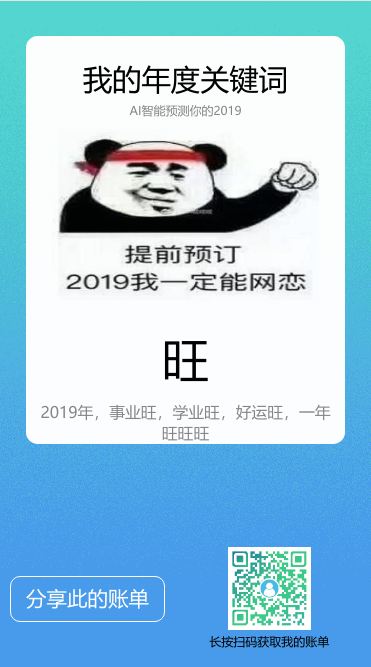 我的年度关键词
AI智能预测你的2019
提前预订
2019我一定能网恋
旺
2019年，事业旺，学业旺，好运旺，一年
旺旺旺
分享此的账单
长按扫码获取我的账单